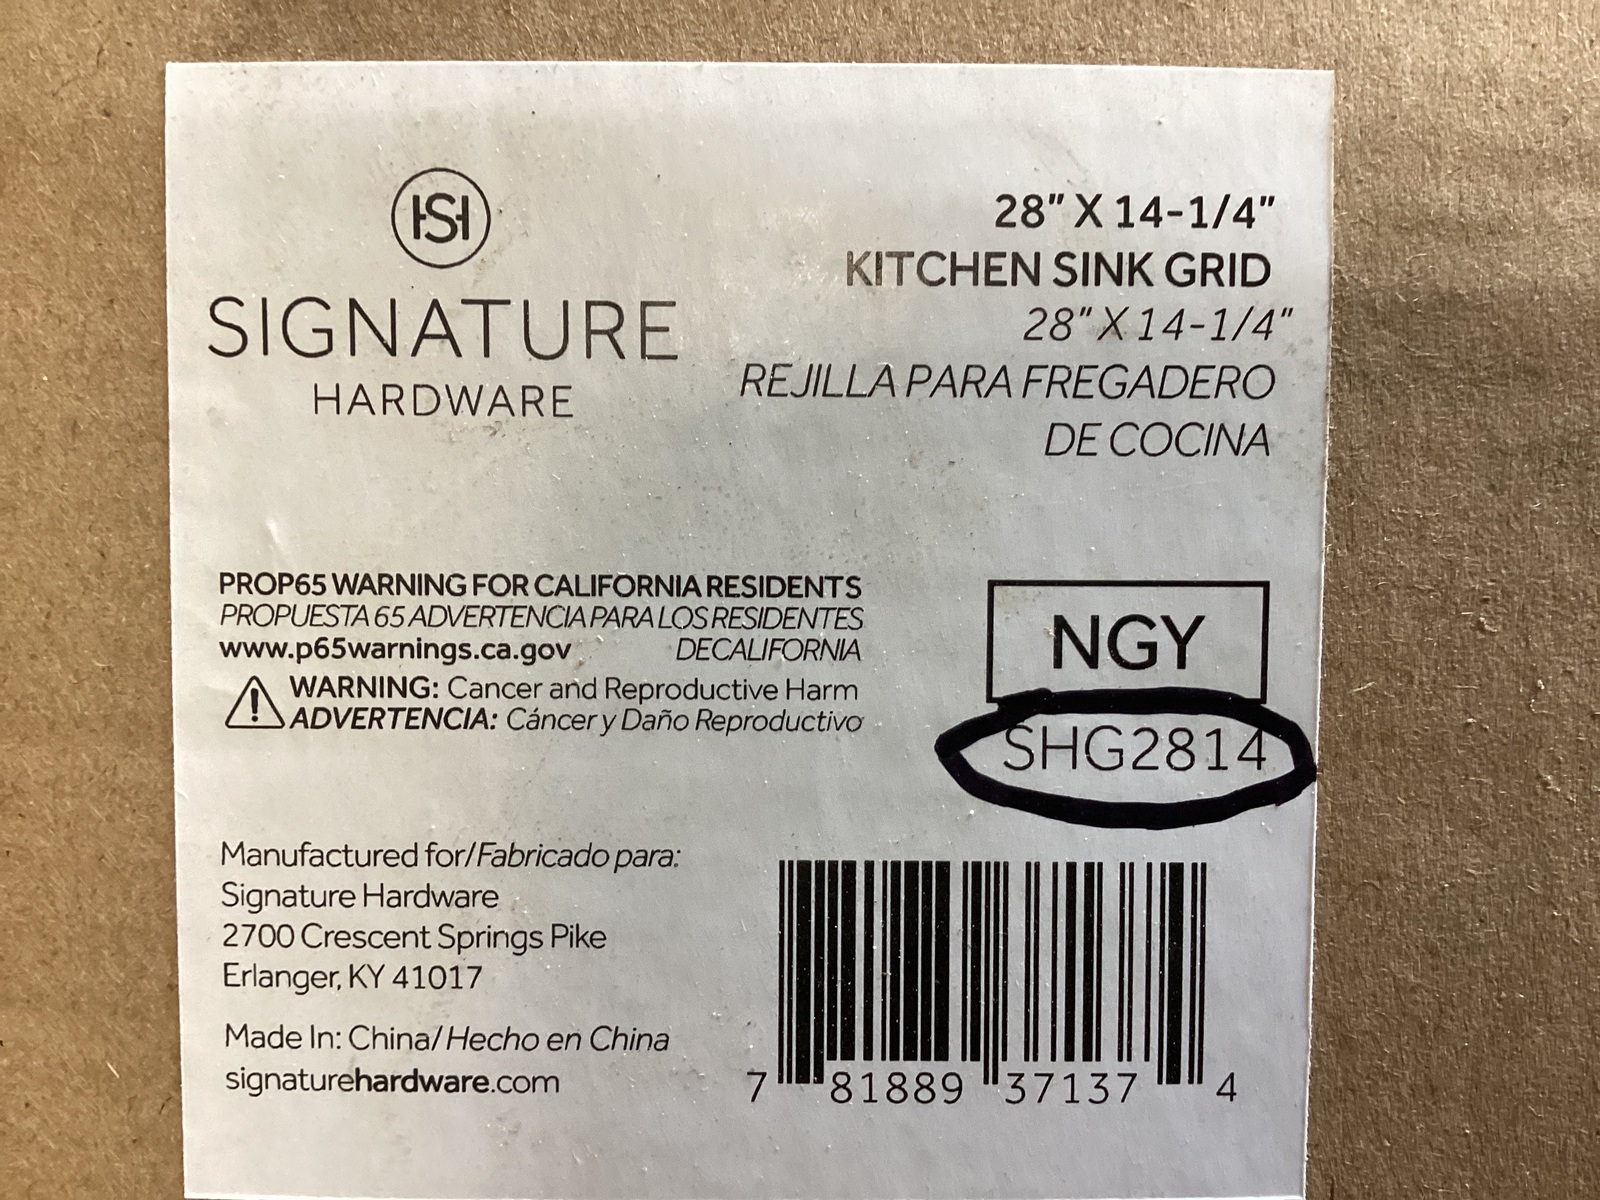 SH
SIGNATURE
HARDWARE
28" X 14-1/4"
KITCHEN SINK GRID
28" X 14-1/4"
REJILLA PARA FREGADERO
DE COCINA
PROP65 WARNING FOR CALIFORNIA RESIDENTS
PROPUESTA 65 ADVERTENCIA PARA LOS RESIDENTES
www.p65warnings.ca.gov DECALIFORNIA
WARNING: Cancer and Reproductive Harm
ADVERTENCIA: Cáncer y Daño Reproductivo
NGY
SHG2814
Manufactured for/Fabricado para:
Signature Hardware
2700 Crescent Springs Pike
Erlanger, KY 41017
Made In: China/Hecho en China
signaturehardware.com
7 81889 37137 4